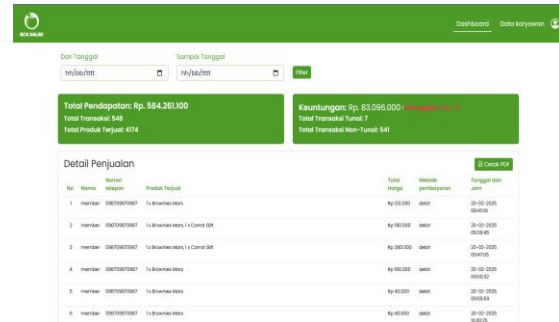 BOX SALAD
Dashboard Data karyawan
Dari Tanggal Sampai Tanggal
hh/bb/tttt hh/bb/tttt Filter
Total Pendapatan: Rp. 584.261.100
Total Transaksi: 548
Total Produk Terjual: 4174
Keuntungan: Rp. 83.096.000
Total Transaksi Tunai: 7
Total Transaksi Non-Tunai: 541
Detail Penjualan Cetak PDF
No Nama Nomor telepon Produk Terjual Total Harga Metode pembayaran Tanggal dan Jam
1 member 1x Brownies Mars debit 20-02-2025
2 member 1x Brownies Mars, 1 x Carrot Gift debit 20-02-2025
3 member 1x Brownies Mars, 1 x Carrot Gift debit 20-02-2025
4 member 1x Brownies Mars debit 20-02-2025
5 member 1x Brownies Mars Rp 40.000 debit 20-02-2025
6 member 1x Brownies Mars Rp 40.000 debit 20-02-2025